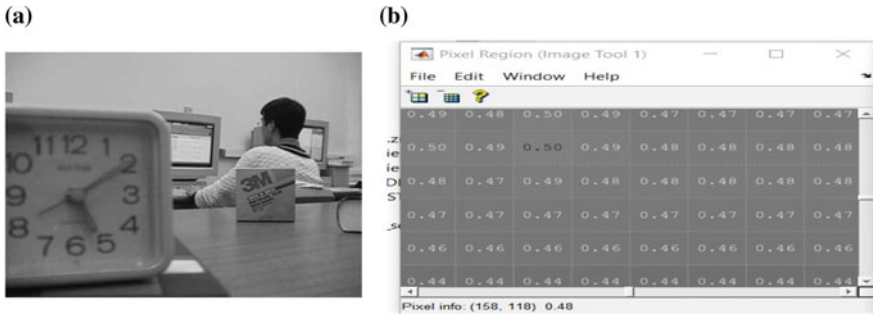 (a)
(b)
11 12 1
10 2
9 3
8 4
7 6 5
3M
Pixel Region (Image Tool 1)
File Edit Window Help
0.49 0.48 0.50 0.49 0.47 0.47 0.47 0.47
0.50 0.49 0.50 0.49 0.48 0.48 0.48 0.48
0.48 0.47 0.49 0.48 0.48 0.48 0.48 0.48
0.47 0.47 0.47 0.47 0.47 0.47 0.47 0.47
0.46 0.46 0.46 0.46 0.46 0.46 0.46 0.46
0.44 0.44 0.44 0.44 0.44 0.44 0.44 0.44
Pixel info: (158, 118) 0.48